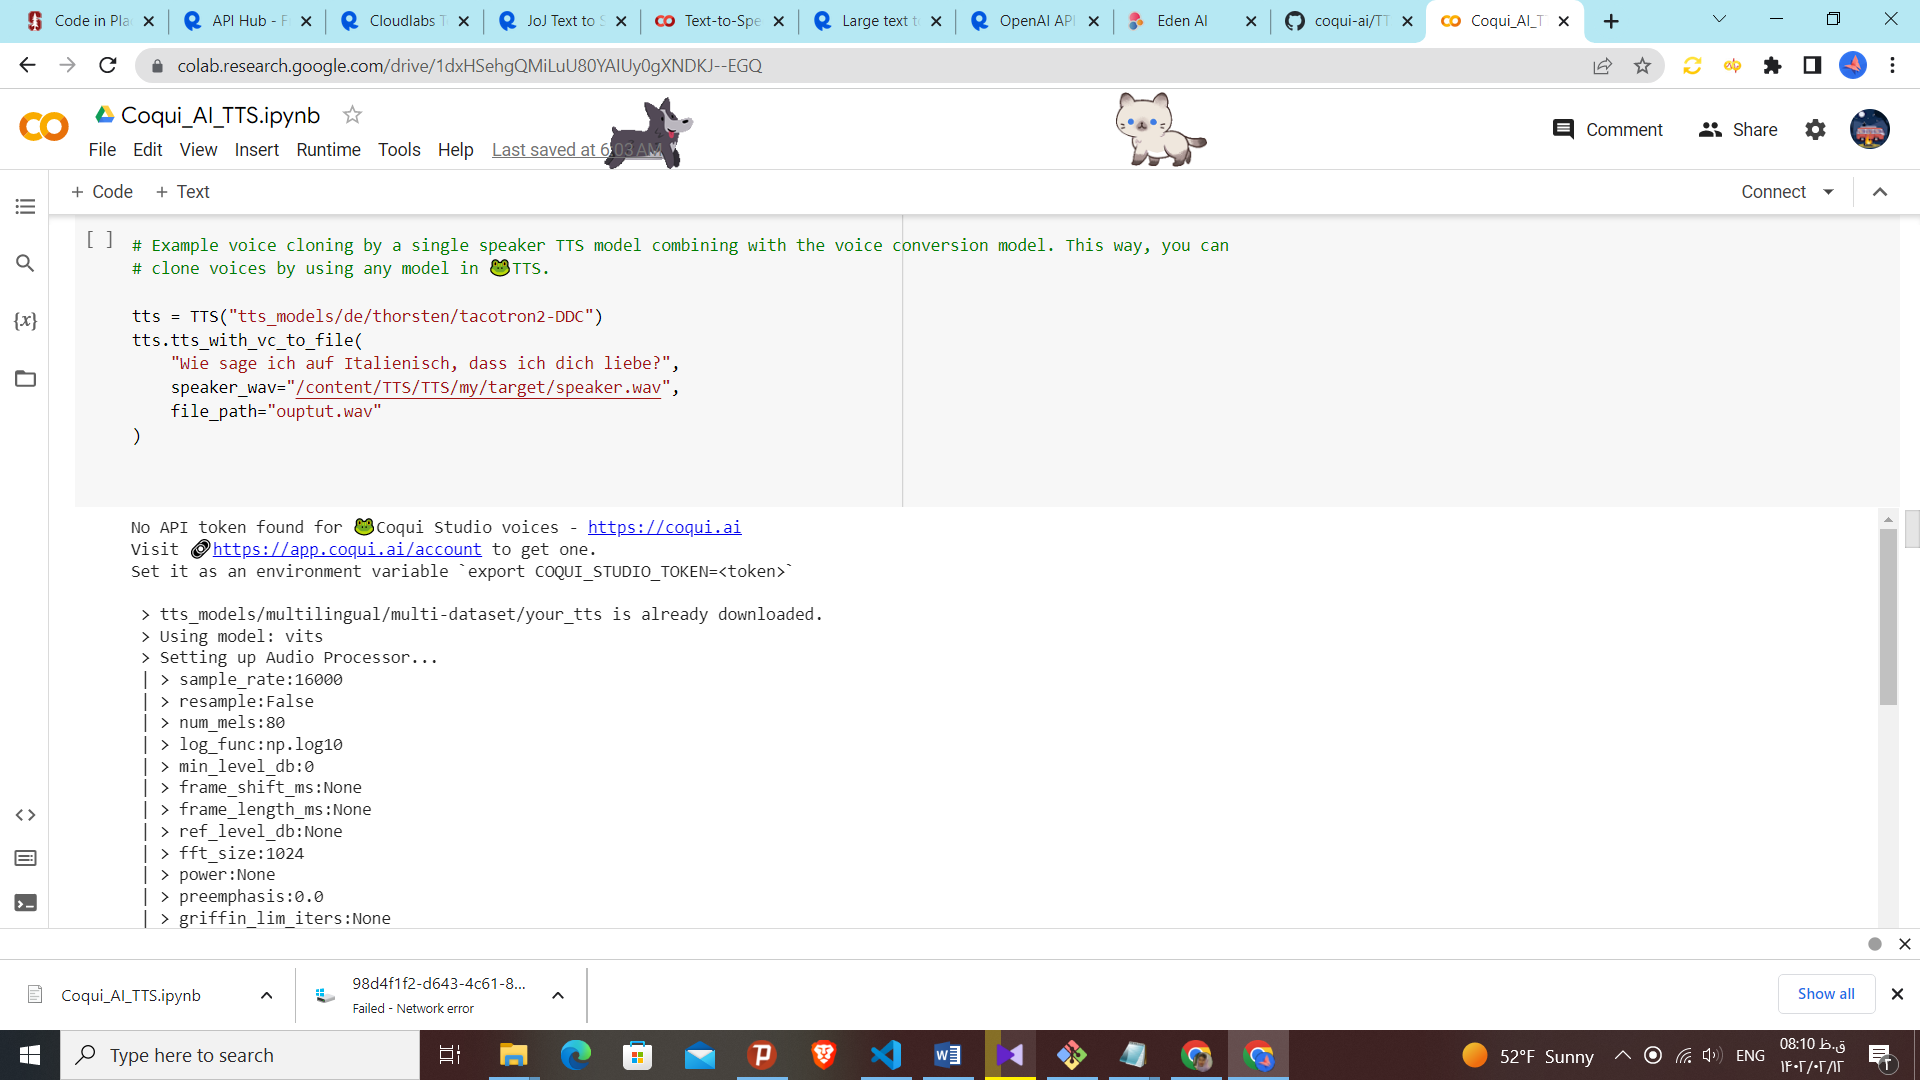 Code in Pla
API Hub - F
Cloudlabs T
JoJ Text to S
Text-to-Spe
Large text to
OpenAI API
Eden AI
coqui-ai/TT
Coqui_AI_T
colab.research.google.com/drive/1dxHSehgQMiLuU80YAIUy0gXNDKJ--EGQ
Coqui_AI_TTS.ipynb
Comment
Share
File Edit View Insert Runtime Tools Help Last saved at 6:03 AM
+ Code + Text
Connect
[ ]
# Example voice cloning by a single speaker TTS model combining with the voice conversion model. This way, you can
# clone voices by using any model in 🐸TTS.
tts = TTS("tts_models/de/thorsten/tacotron2-DDC")
tts.tts_with_vc_to_file(
"Wie sage ich auf Italienisch, dass ich dich liebe?",
speaker_wav="/content/TTS/TTS/my/target/speaker.wav",
file_path="ouptut.wav"
)
No API token found for 🐸Coqui Studio voices - https://coqui.ai
Visit 🔗https://app.coqui.ai/account to get one.
Set it as an environment variable `export COQUI_STUDIO_TOKEN=<token>`
> tts_models/multilingual/multi-dataset/your_tts is already downloaded.
> Using model: vits
> Setting up Audio Processor...
| > sample_rate:16000
| > resample:False
| > num_mels:80
| > log_func:np.log10
| > min_level_db:0
| > frame_shift_ms:None
| > frame_length_ms:None
| > ref_level_db:None
| > fft_size:1024
| > power:None
| > preemphasis:0.0
| > griffin_lim_iters:None
Coqui_AI_TTS.ipynb
98d4f1f2-d643-4c61-8...
Failed - Network error
Show all
Type here to search
52°F Sunny
ENG
08:10 ق.ظ
۱۴۰۲/۰۲/۱۲
۲